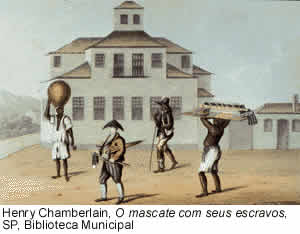 Henry Chamberlain, O mascate com seus escravos,
SP, Biblioteca Municipal